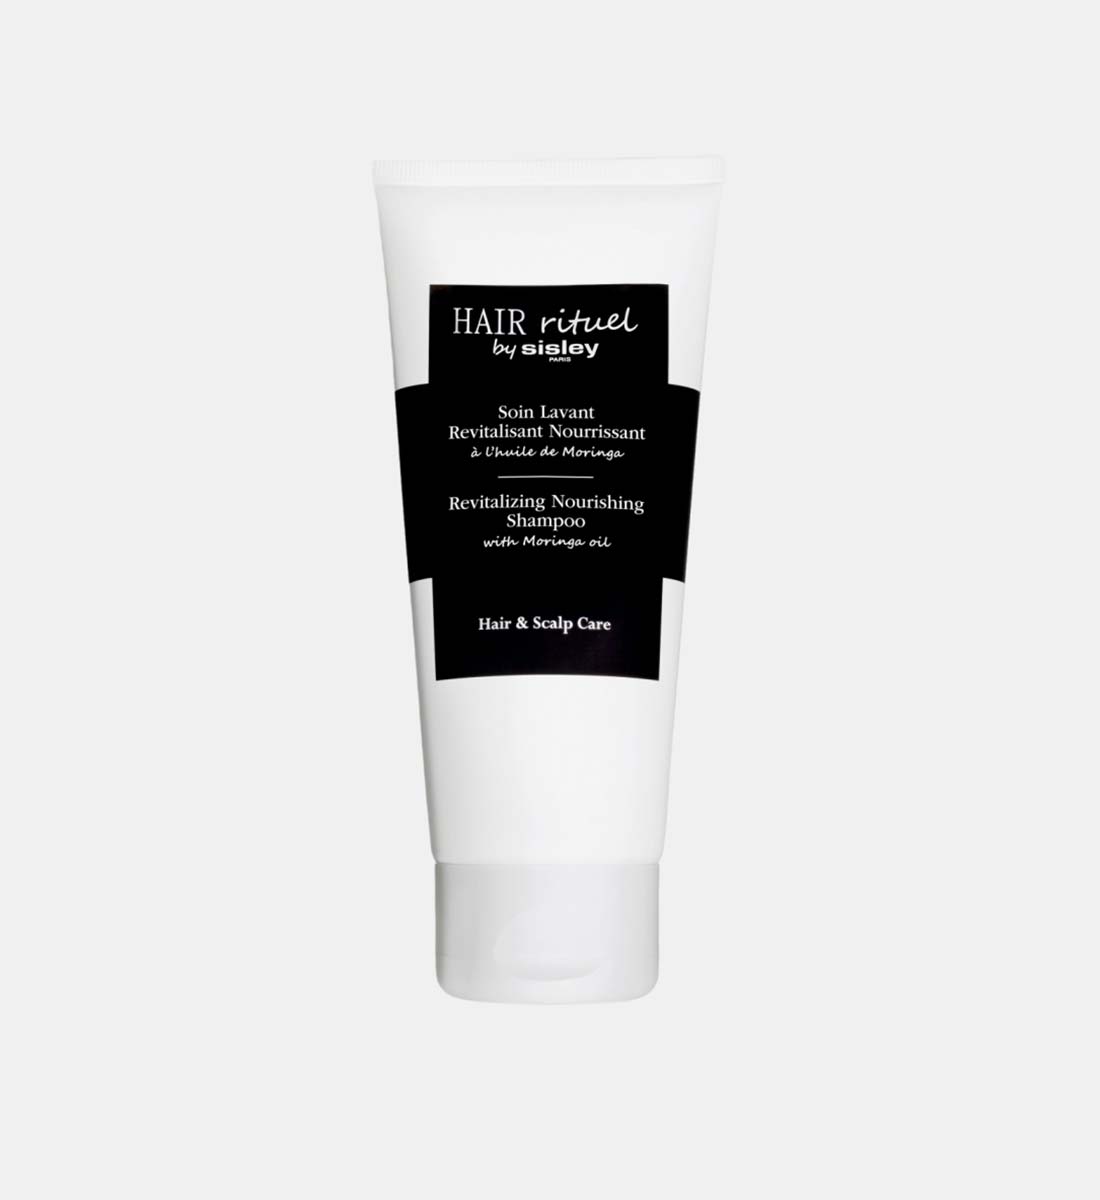 HAIR rituel
by sisley
PARIS
Soin Lavant
Revitalisant Nourrissant
à l'huile de Moringa
Revitalizing Nourishing
Shampoo
with Moringa oil
Hair & Scalp Care